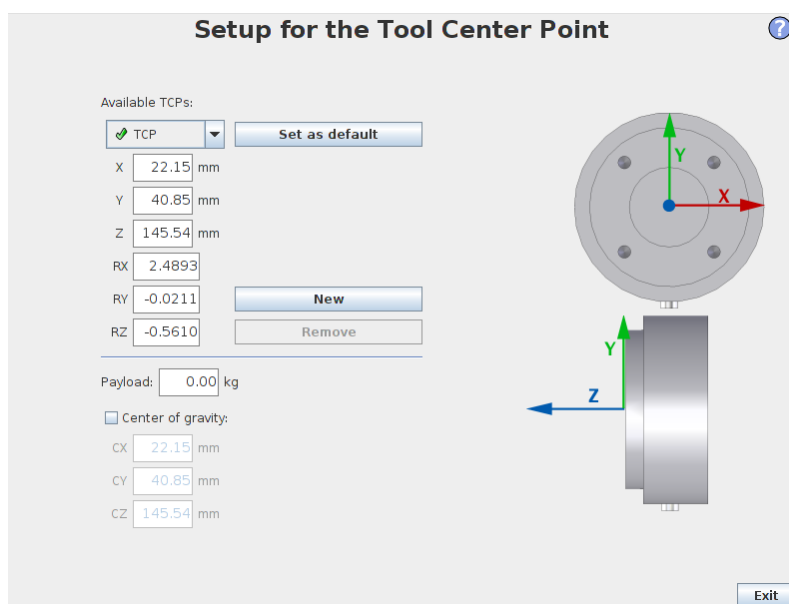 Setup for the Tool Center Point
?
Available TCPs:
TCP
Set as default
X 22.15 mm
Y 40.85 mm
Z 145.54 mm
RX 2.4893
RY -0.0211
New
RZ -0.5610
Remove
Payload: 0.00 kg
Center of gravity:
CX 22.15 mm
CY 40.85 mm
CZ 145.54 mm
Y
X
Y
Z
Exit